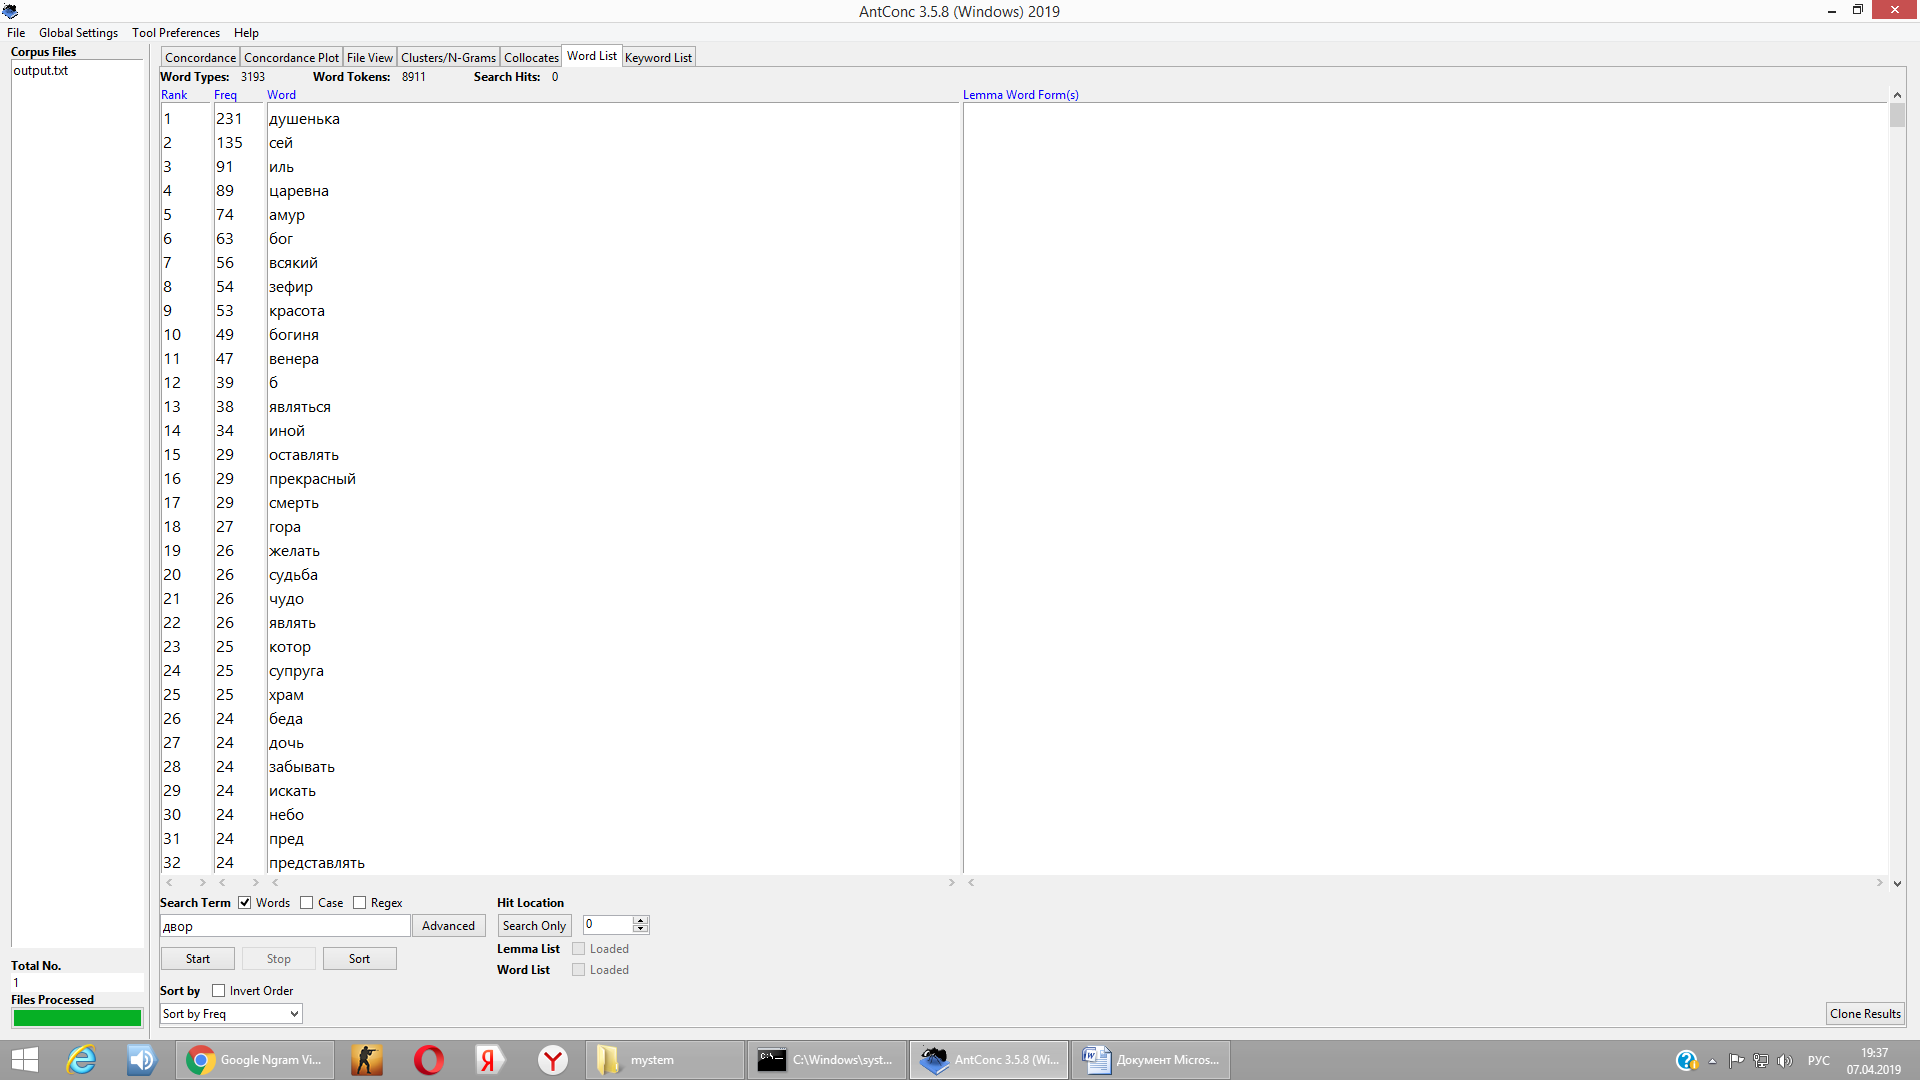 AntConc 3.5.8 (Windows) 2019
File Global Settings Tool Preferences Help
Corpus Files
output.txt
Concordance Concordance Plot File View Clusters/N-Grams Collocates Word List Keyword List
Word Types: 3193 Word Tokens: 8911 Search Hits: 0
Rank Freq Word Lemma Word Form(s)
1 231 душенька
2 135 сей
3 91 иль
4 89 царевна
5 74 амур
6 63 бог
7 56 всякий
8 54 зефир
9 53 красота
10 49 богиня
11 47 венера
12 39 б
13 38 являться
14 34 иной
15 29 оставлять
16 29 прекрасный
17 29 смерть
18 27 гора
19 26 желать
20 26 судьба
21 26 чудо
22 26 являть
23 25 котор
24 25 супруга
25 25 храм
26 24 беда
27 24 дочь
28 24 забывать
29 24 искать
30 24 небо
31 24 пред
32 24 представлять
Search Term Words Case Regex Hit Location
двор Advanced Search Only 0
Lemma List Loaded
Start Stop Sort
Word List Loaded
Total No.
1
Files Processed
Sort by Invert Order
Sort by Freq
Clone Results
Google Ngram Vi... mystem C:\Windows\syst... AntConc 3.5.8 (Wi... Документ Micros... РУС 19:37
07.04.2019